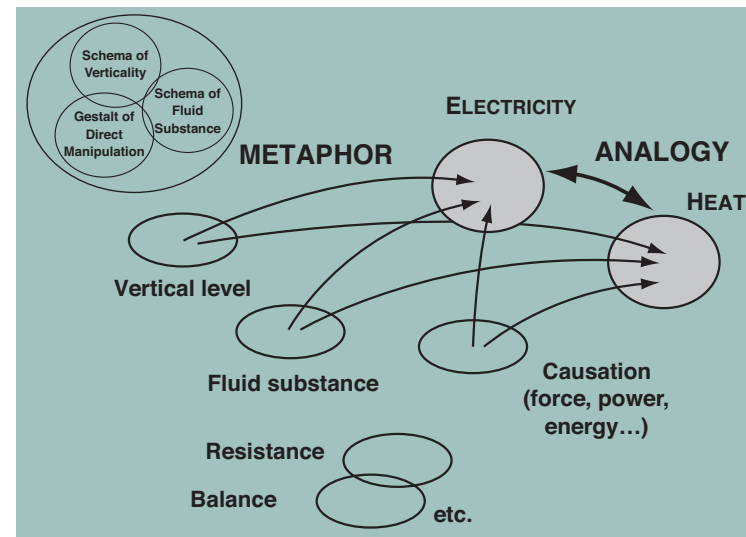 Schema of
Verticality
Schema of
Fluid
Substance
Gestalt of
Direct
Manipulation
ELECTRICITY
METAPHOR
ANALOGY
HEAT
Vertical level
Fluid substance
Causation
(force, power,
energy…)
Resistance
Balance
etc.